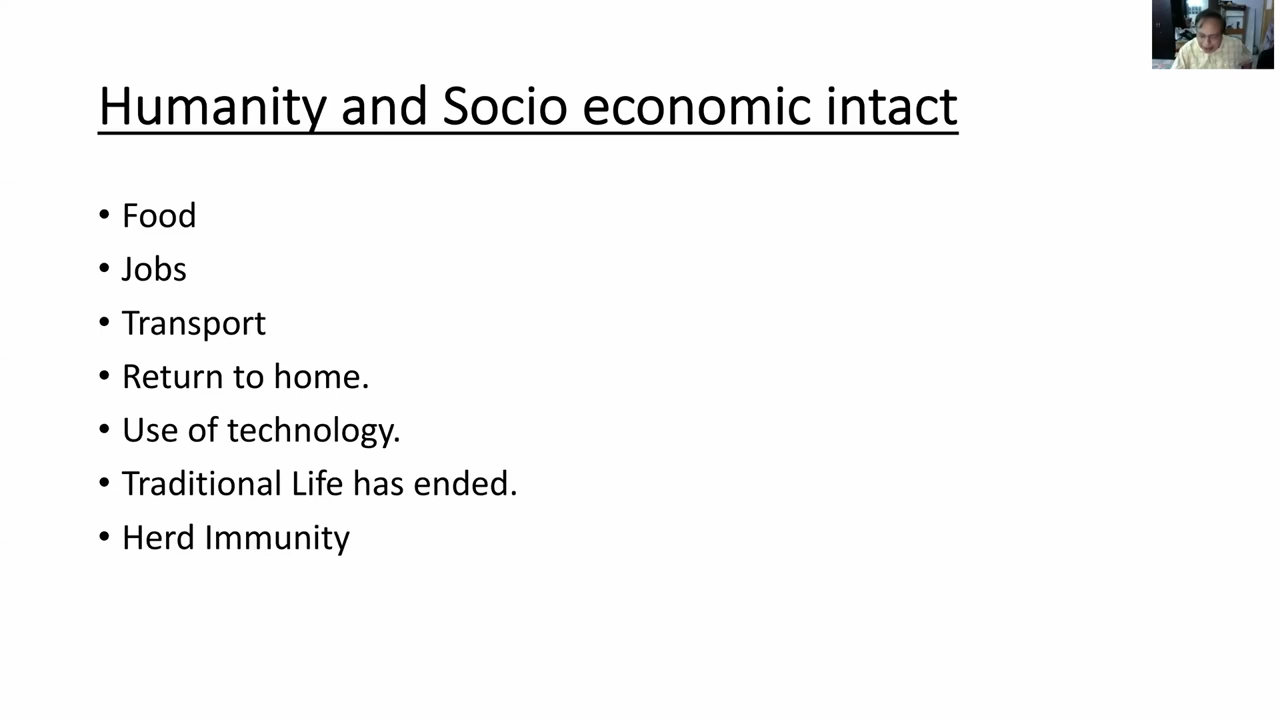 Humanity and Socio economic intact
• Food
• Jobs
• Transport
• Return to home.
• Use of technology.
• Traditional Life has ended.
• Herd Immunity